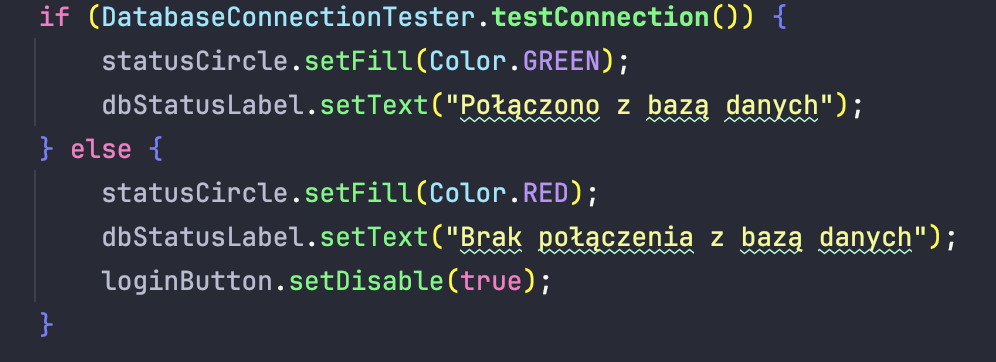 if (DatabaseConnectionTester.testConnection()) {
statusCircle.setFill(Color.GREEN);
dbStatusLabel.setText("Połączono z bazą danych");
} else {
statusCircle.setFill(Color.RED);
dbStatusLabel.setText("Brak połączenia z bazą danych");
loginButton.setDisable(true);
}